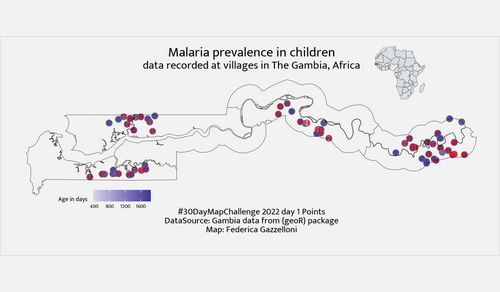 Malaria prevalence in children
data recorded at villages in The Gambia, Africa
Age in days
400 800 1200 1600
#30DayMapChallenge 2022 day 1 Points
DataSource: Gambia data from {geoR} package
Map: Federica Gazzelloni